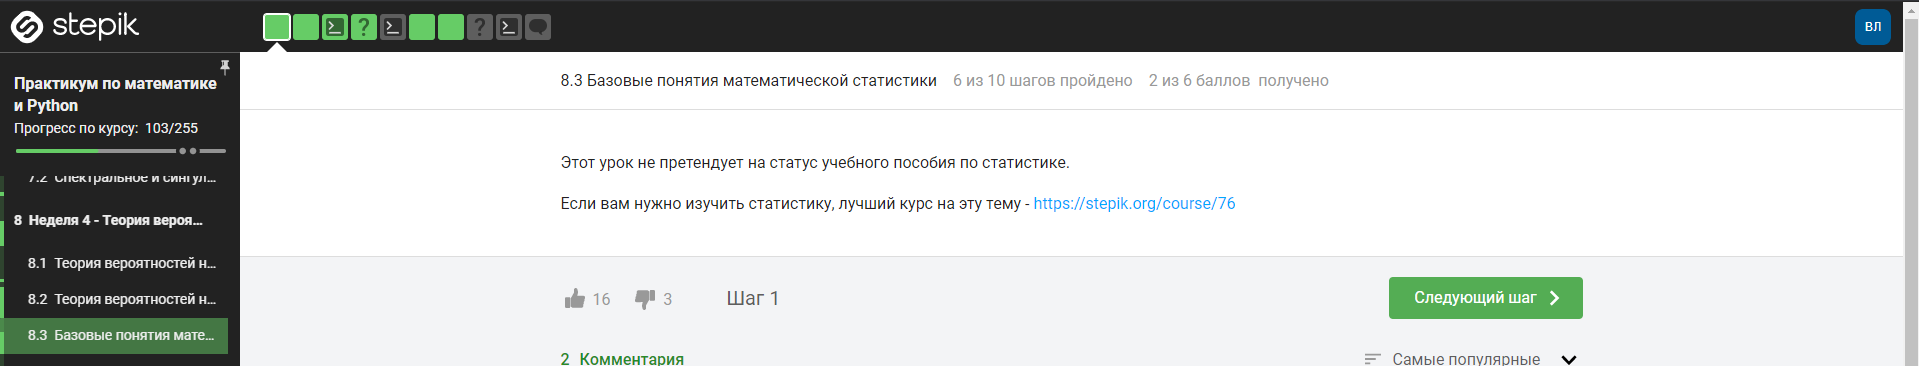 stepik
ВЛ
Практикум по математике
и Python
Прогресс по курсу: 103/255
7.2 Спектральное и сингул...
8 Неделя 4 - Теория вероя...
8.1 Теория вероятностей н...
8.2 Теория вероятностей н...
8.3 Базовые понятия мате...
8.3 Базовые понятия математической статистики 6 из 10 шагов пройдено 2 из 6 баллов получено
Этот урок не претендует на статус учебного пособия по статистике.
Если вам нужно изучить статистику, лучший курс на эту тему - https://stepik.org/course/76
16 3 Шаг 1 Следующий шаг
2 Комментария Самые популярные